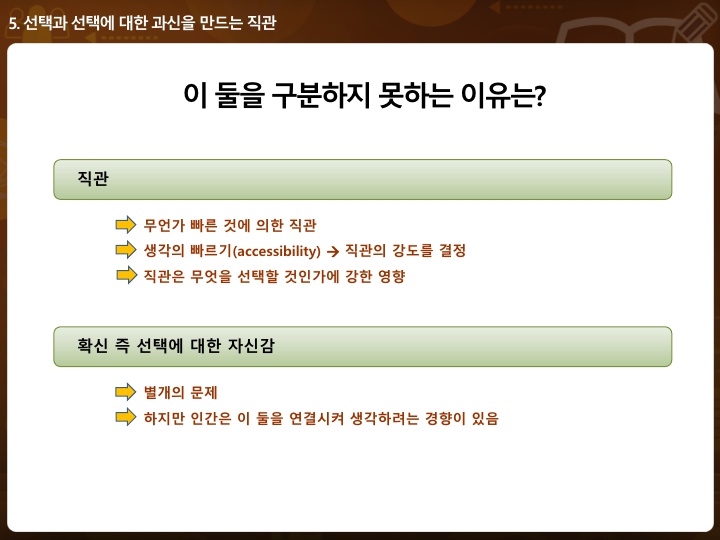 5. 선택과 선택에 대한 과신을 만드는 직관
이 둘을 구분하지 못하는 이유는?
직관
무언가 빠른 것에 의한 직관
생각의 빠르기(accessibility) → 직관의 강도를 결정
직관은 무엇을 선택할 것인가에 강한 영향
확신 즉 선택에 대한 자신감
별개의 문제
하지만 인간은 이 둘을 연결시켜 생각하려는 경향이 있음